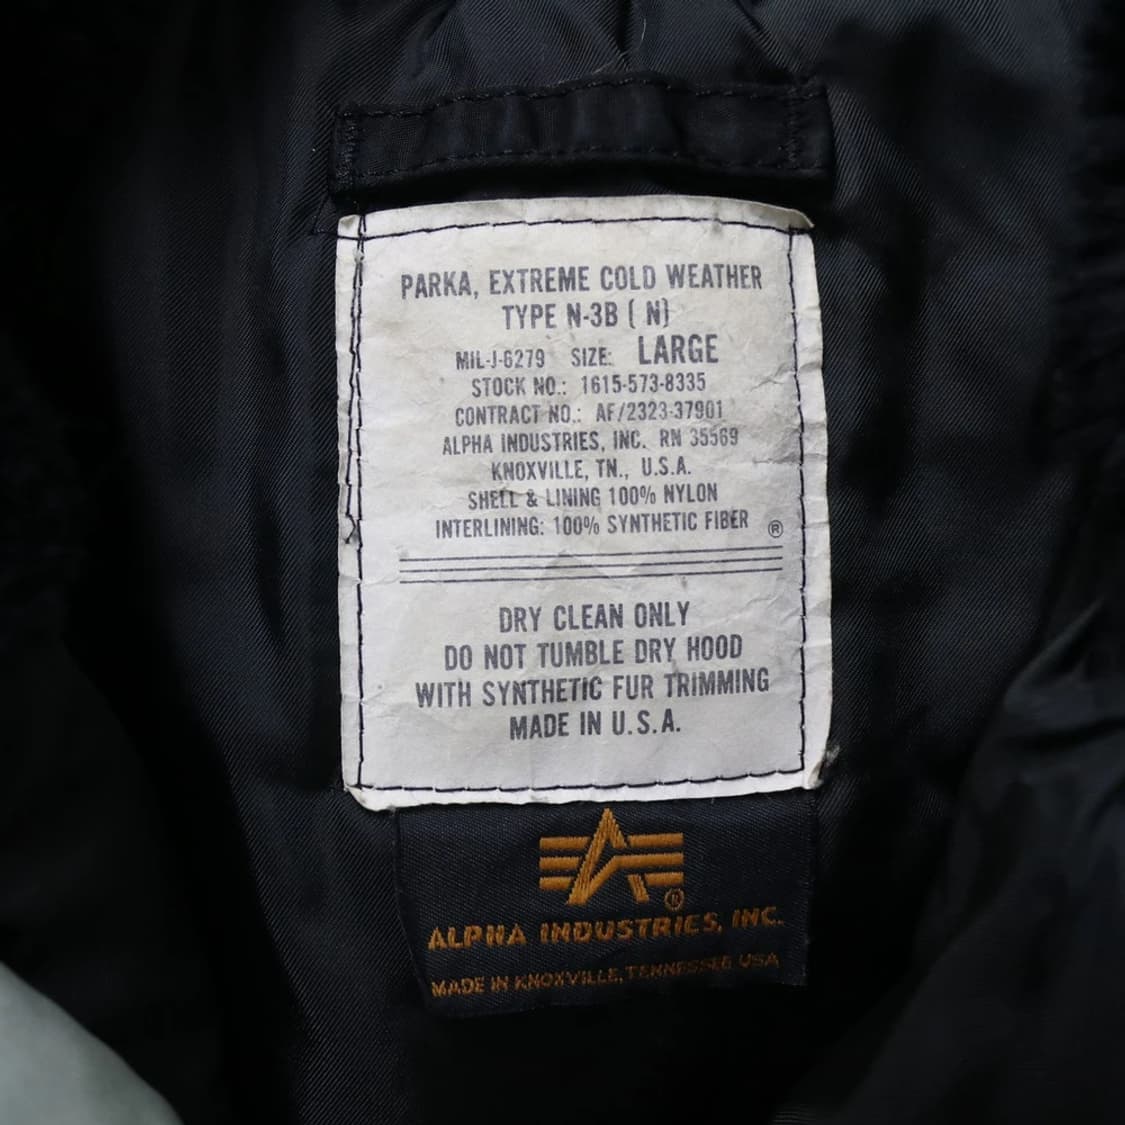 PARKA, EXTREME COLD WEATHER
TYPE N-3B ( N)
MIL-J-6279 SIZE: LARGE
STOCK NO.: 1615-573-8335
CONTRACT NO.: AF/2323-37901
ALPHA INDUSTRIES, INC. RN 35569
KNOXVILLE, TN., U.S.A.
SHELL & LINING 100% NYLON
INTERLINING: 100% SYNTHETIC FIBER ®
DRY CLEAN ONLY
DO NOT TUMBLE DRY HOOD
WITH SYNTHETIC FUR TRIMMING
MADE IN U.S.A.
®
ALPHA INDUSTRIES, INC.
MADE IN KNOXVILLE, TENNESSEE USA